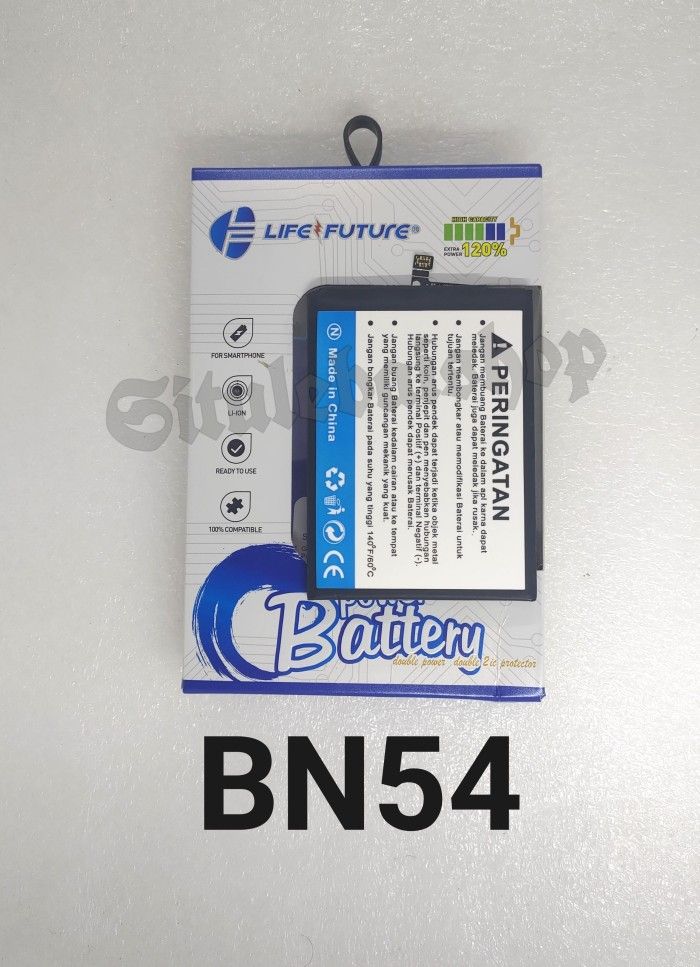 LIFE FUTURE®
HIGH CAPACITY
EXTRA POWER 120%
FOR SMARTPHONE
LI-ION
READY TO USE
100% COMPATIBLE
PERINGATAN
• Jangan membuang Baterai ke dalam api karna dapat
meledak. Baterai juga dapat meledak jika rusak.
• Jangan membongkar atau memodifikasi Baterai untuk
tujuan tertentu.
• Hubungan arus pendek dapat terjadi ketika objek metal
seperti koin, penjepit dan pen menyebabkan hubungan
langsung ke terminal Positif (+) dan terminal Negatif (-).
Hubungan arus pendek dapat merusak Baterai.
• Jangan buang Baterai kedalam cairan atau ke tempat
yang memiliki guncangan mekanik yang kuat.
• Jangan bongkar Baterai pada suhu yang tinggi 140°F/60°C
N Made in China
CE
power
Battery
double power double 2 ic protector
BN54